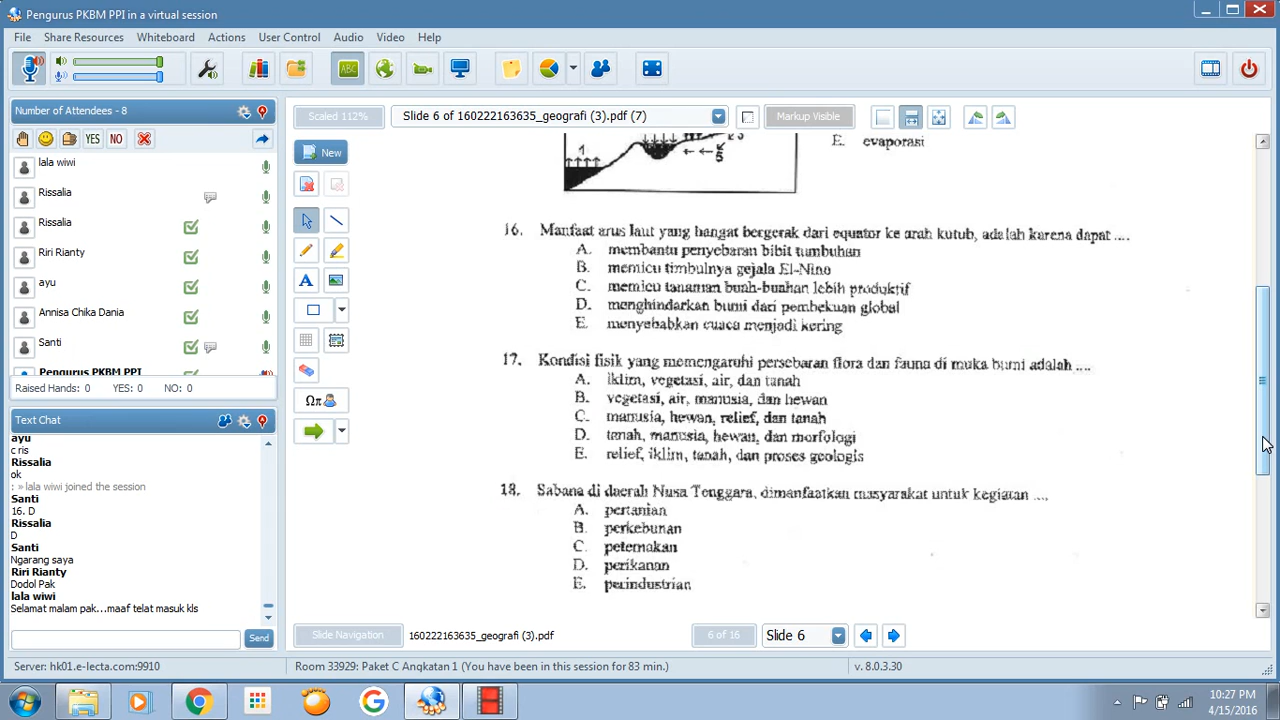 Pengurus PKBM PPI in a virtual session
File Share Resources Whiteboard Actions User Control Audio Video Help
ABC
Number of Attendees - 8
YES NO
lala wiwi
Rissalia
Rissalia
Riri Rianty
ayu
Annisa Chika Dania
Santi
Pengurus PKBM PPI
Raised Hands: 0 YES: 0 NO: 0
Text Chat
ayu
c ris
Rissalia
ok
: » lala wiwi joined the session
Santi
16. D
Rissalia
D
Santi
Ngarang saya
Riri Rianty
Dodol Pak
lala wiwi
Selamat malam pak...maaf telat masuk kls
Send
Scaled 112% Slide 6 of 160222163635_geografi (3).pdf (7) Markup Visible
New
A
Ωπ
1
5
E. evaporasi
16. Manfaat arus laut yang hangat bergerak dari equator ke arah kutub, adalah karena dapat ....
A. membantu penyebaran bibit tumbuhan
B. memicu timbulnya gejala El-Nino
C. memicu tanaman buah-buahan lebih produktif
D. menghindarkan bumi dari pembekuan global
E. menyebabkan cuaca menjadi kering
17. Kondisi fisik yang memengaruhi persebaran flora dan fauna di muka bumi adalah ....
A. iklim, vegetasi, air, dan tanah
B. vegetasi, air, manusia, dan hewan
C. manusia, hewan, relief, dan tanah
D. tanah, manusia, hewan, dan morfologi
E. relief, iklim, tanah, dan proses geologis
18. Sabana di daerah Nusa Tenggara, dimanfaatkan masyarakat untuk kegiatan ....
A. pertanian
B. perkebunan
C. peternakan
D. perikanan
E. perindustrian
Slide Navigation 160222163635_geografi (3).pdf 6 of 16 Slide 6
Server: hk01.e-lecta.com:9910 Room 33929: Paket C Angkatan 1 (You have been in this session for 83 min.) v. 8.0.3.30
10:27 PM
4/15/2016